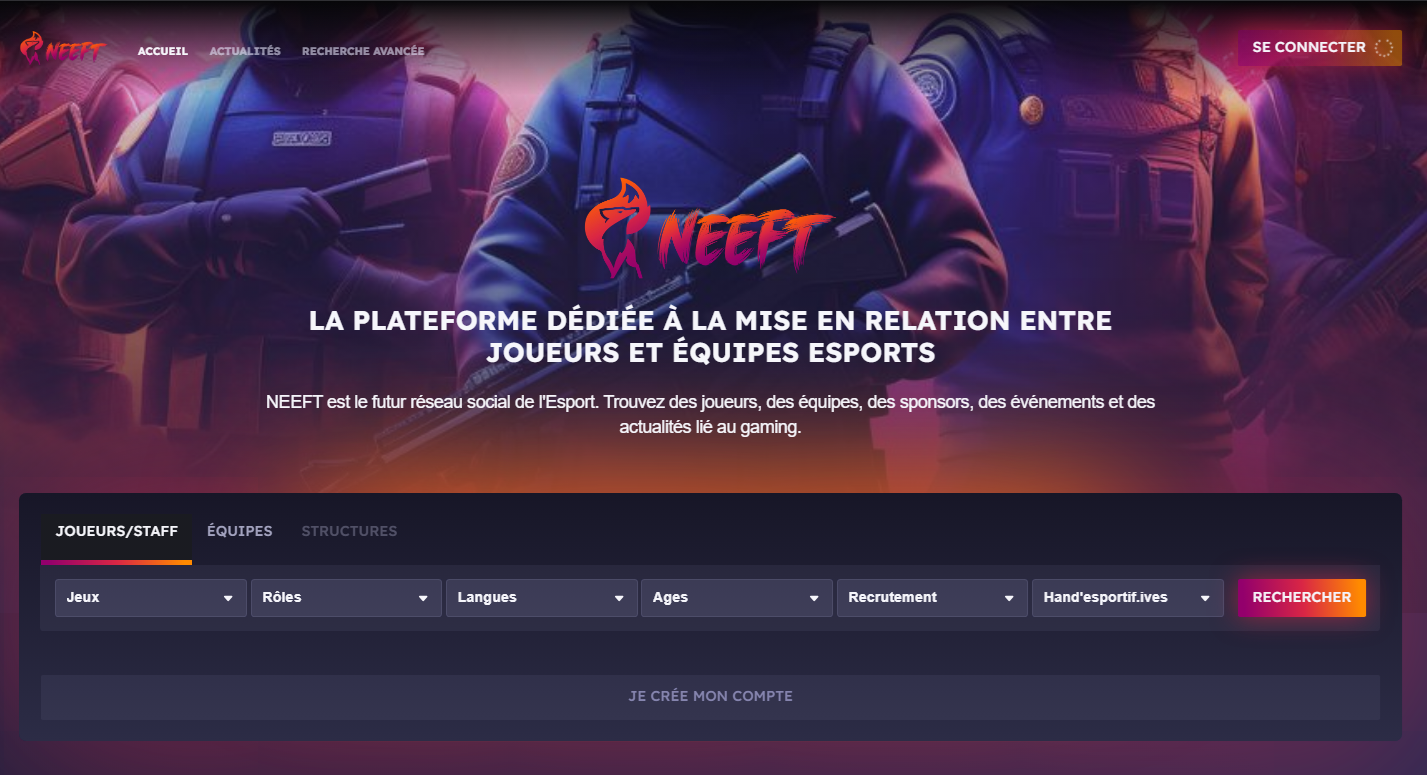 NEEFT
ACCUEIL
ACTUALITÉS
RECHERCHE AVANCÉE
SE CONNECTER
NEEFT
LA PLATEFORME DÉDIÉE À LA MISE EN RELATION ENTRE
JOUEURS ET ÉQUIPES ESPORTS
NEEFT est le futur réseau social de l'Esport. Trouvez des joueurs, des équipes, des sponsors, des événements et des
actualités lié au gaming.
JOUEURS/STAFF
ÉQUIPES
STRUCTURES
Jeux
Rôles
Langues
Ages
Recrutement
Hand'esportif.ives
RECHERCHER
JE CRÉE MON COMPTE